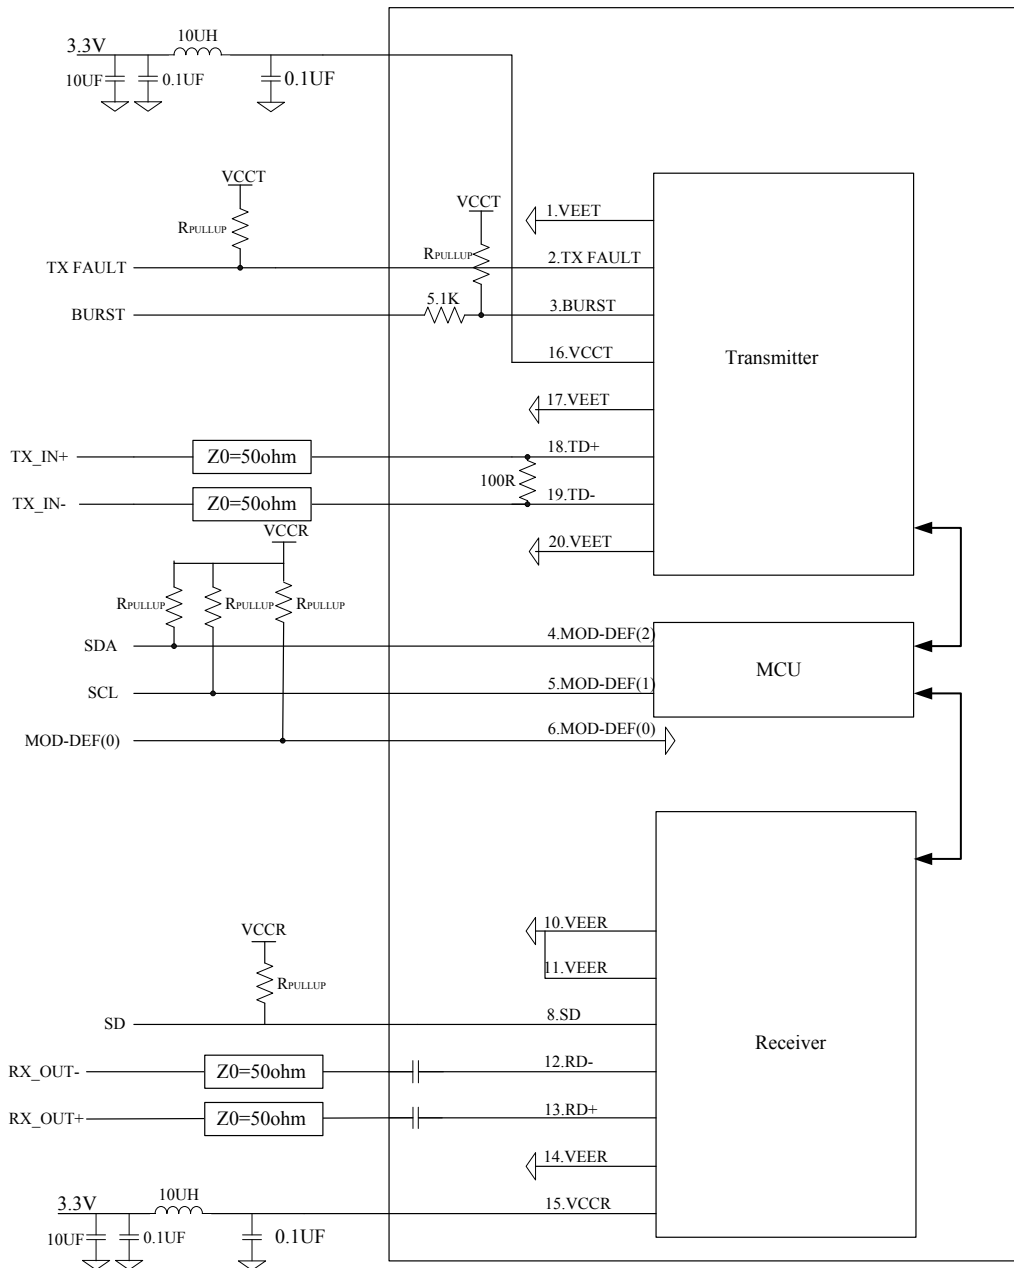 3.3V
10UH
10UF
0.1UF
0.1UF
VCCT
RPULLUP
VCCT
RPULLUP
1.VEET
TX FAULT
2.TX FAULT
BURST
5.1K
3.BURST
16.VCCT
Transmitter
17.VEET
TX_IN+
Z0=50ohm
18.TD+
100R
TX_IN-
Z0=50ohm
19.TD-
VCCR
20.VEET
RPULLUP
RPULLUP
RPULLUP
SDA
4.MOD-DEF(2)
MCU
SCL
5.MOD-DEF(1)
MOD-DEF(0)
6.MOD-DEF(0)
10.VEER
VCCR
11.VEER
RPULLUP
SD
8.SD
Receiver
RX_OUT-
Z0=50ohm
12.RD-
RX_OUT+
Z0=50ohm
13.RD+
14.VEER
3.3V
10UH
15.VCCR
10UF
0.1UF
0.1UF